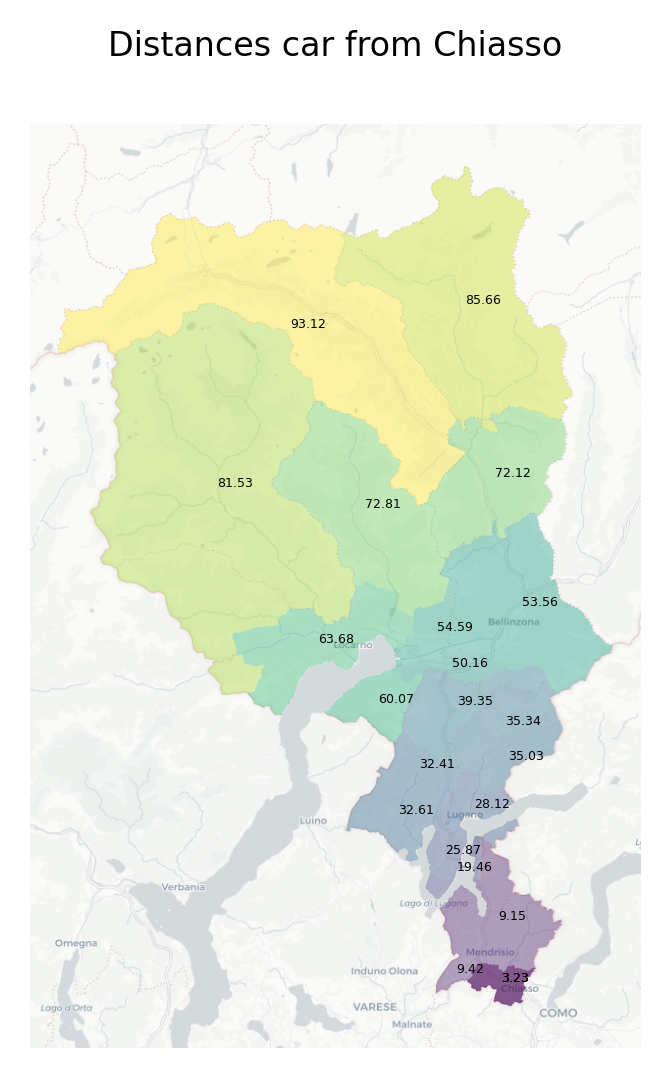 Distances car from Chiasso
85.66
93.12
72.12
81.53
72.81
53.56
Bellinzona
54.59
63.68
Locarno
50.16
60.07
39.35
35.34
35.03
32.41
28.12
32.61
Lugano
Luino
25.87
19.46
Verbania
Lago di Lugano
9.15
Omegna
Mendrisio
9.42
Induno Olona
3.23
Chiasso
Lago d'Orta
VARESE
COMO
Malnate